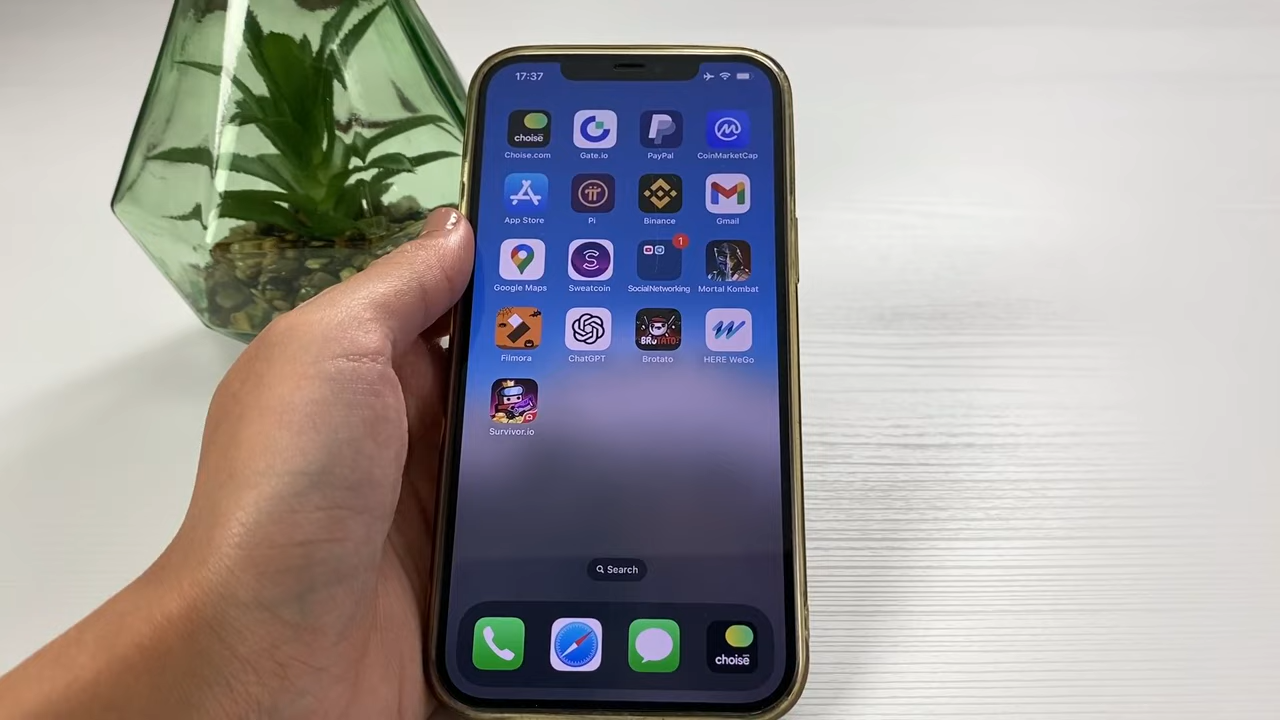 17:37
choise
Choise.com
Gate.io
PayPal
CoinMarketCap
App Store
Pi
Binance
Gmail
1
Google Maps
Sweatcoin
SocialNetworking
Mortal Kombat
BROTATO
Filmora
ChatGPT
Brotato
HERE WeGo
Survivor.io
Search
choise